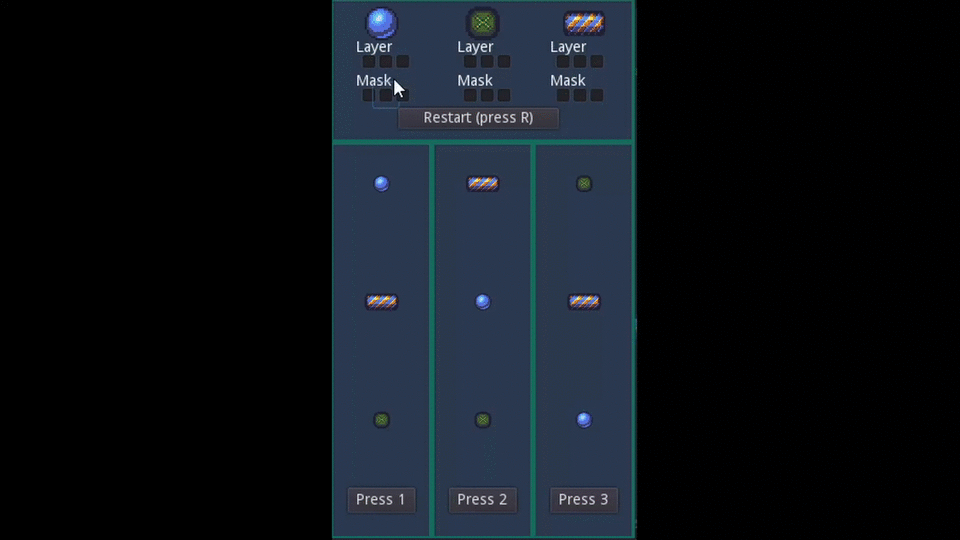 Layer Layer Layer
Mask Mask Mask
Restart (press R)
Press 1 Press 2 Press 3